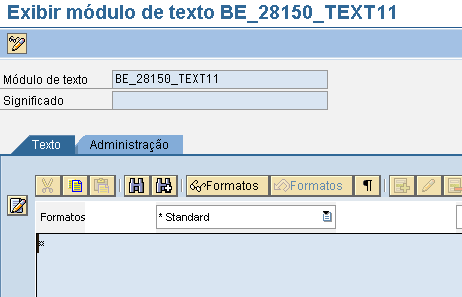 Exibir módulo de texto BE_28150_TEXT11
Módulo de texto BE_28150_TEXT11
Significado
Texto Administração
Formatos Formatos ¶
Formatos * Standard